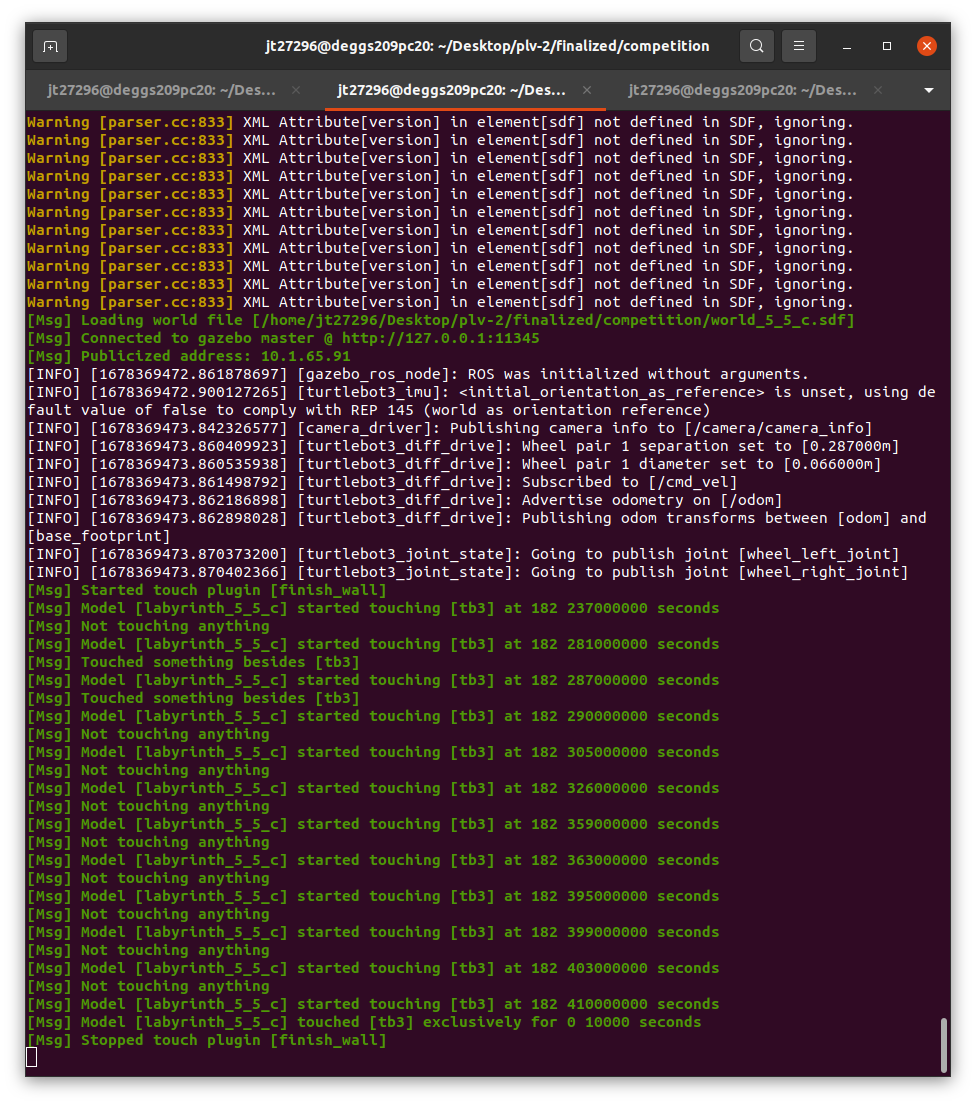 jt27296@deggs209pc20: ~/Desktop/plv-2/finalized/competition
jt27296@deggs209pc20: ~/Des...
jt27296@deggs209pc20: ~/Des...
jt27296@deggs209pc20: ~/Des...
Warning [parser.cc:833] XML Attribute[version] in element[sdf] not defined in SDF, ignoring.
Warning [parser.cc:833] XML Attribute[version] in element[sdf] not defined in SDF, ignoring.
Warning [parser.cc:833] XML Attribute[version] in element[sdf] not defined in SDF, ignoring.
Warning [parser.cc:833] XML Attribute[version] in element[sdf] not defined in SDF, ignoring.
Warning [parser.cc:833] XML Attribute[version] in element[sdf] not defined in SDF, ignoring.
Warning [parser.cc:833] XML Attribute[version] in element[sdf] not defined in SDF, ignoring.
Warning [parser.cc:833] XML Attribute[version] in element[sdf] not defined in SDF, ignoring.
Warning [parser.cc:833] XML Attribute[version] in element[sdf] not defined in SDF, ignoring.
Warning [parser.cc:833] XML Attribute[version] in element[sdf] not defined in SDF, ignoring.
Warning [parser.cc:833] XML Attribute[version] in element[sdf] not defined in SDF, ignoring.
Warning [parser.cc:833] XML Attribute[version] in element[sdf] not defined in SDF, ignoring.
[Msg] Loading world file [/home/jt27296/Desktop/plv-2/finalized/competition/world_5_5_c.sdf]
[Msg] Connected to gazebo master @ http://127.0.0.1:11345
[Msg] Publicized address: 10.1.65.91
[INFO] [1678369472.861878697] [gazebo_ros_node]: ROS was initialized without arguments.
[INFO] [1678369472.900127265] [turtlebot3_imu]: <initial_orientation_as_reference> is unset, using de
fault value of false to comply with REP 145 (world as orientation reference)
[INFO] [1678369473.842326577] [camera_driver]: Publishing camera info to [/camera/camera_info]
[INFO] [1678369473.860409923] [turtlebot3_diff_drive]: Wheel pair 1 separation set to [0.287000m]
[INFO] [1678369473.860535938] [turtlebot3_diff_drive]: Wheel pair 1 diameter set to [0.066000m]
[INFO] [1678369473.861498792] [turtlebot3_diff_drive]: Subscribed to [/cmd_vel]
[INFO] [1678369473.862186898] [turtlebot3_diff_drive]: Advertise odometry on [/odom]
[INFO] [1678369473.862898028] [turtlebot3_diff_drive]: Publishing odom transforms between [odom] and
[base_footprint]
[INFO] [1678369473.870373200] [turtlebot3_joint_state]: Going to publish joint [wheel_left_joint]
[INFO] [1678369473.870402366] [turtlebot3_joint_state]: Going to publish joint [wheel_right_joint]
[Msg] Started touch plugin [finish_wall]
[Msg] Model [labyrinth_5_5_c] started touching [tb3] at 182 237000000 seconds
[Msg] Not touching anything
[Msg] Model [labyrinth_5_5_c] started touching [tb3] at 182 281000000 seconds
[Msg] Touched something besides [tb3]
[Msg] Model [labyrinth_5_5_c] started touching [tb3] at 182 287000000 seconds
[Msg] Touched something besides [tb3]
[Msg] Model [labyrinth_5_5_c] started touching [tb3] at 182 290000000 seconds
[Msg] Not touching anything
[Msg] Model [labyrinth_5_5_c] started touching [tb3] at 182 305000000 seconds
[Msg] Not touching anything
[Msg] Model [labyrinth_5_5_c] started touching [tb3] at 182 326000000 seconds
[Msg] Not touching anything
[Msg] Model [labyrinth_5_5_c] started touching [tb3] at 182 359000000 seconds
[Msg] Not touching anything
[Msg] Model [labyrinth_5_5_c] started touching [tb3] at 182 363000000 seconds
[Msg] Not touching anything
[Msg] Model [labyrinth_5_5_c] started touching [tb3] at 182 395000000 seconds
[Msg] Not touching anything
[Msg] Model [labyrinth_5_5_c] started touching [tb3] at 182 399000000 seconds
[Msg] Not touching anything
[Msg] Model [labyrinth_5_5_c] started touching [tb3] at 182 403000000 seconds
[Msg] Not touching anything
[Msg] Model [labyrinth_5_5_c] started touching [tb3] at 182 410000000 seconds
[Msg] Model [labyrinth_5_5_c] touched [tb3] exclusively for 0 10000 seconds
[Msg] Stopped touch plugin [finish_wall]